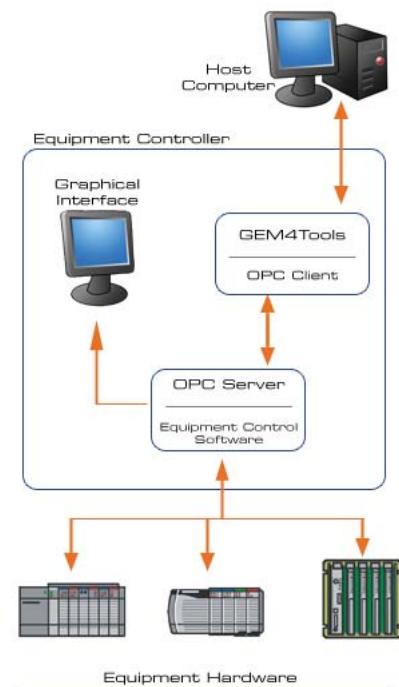 Host
Computer
Equipment Controller
Graphical
Interface
GEM4Tools
OPC Client
OPC Server
Equipment Control
Software
Equipment Hardware